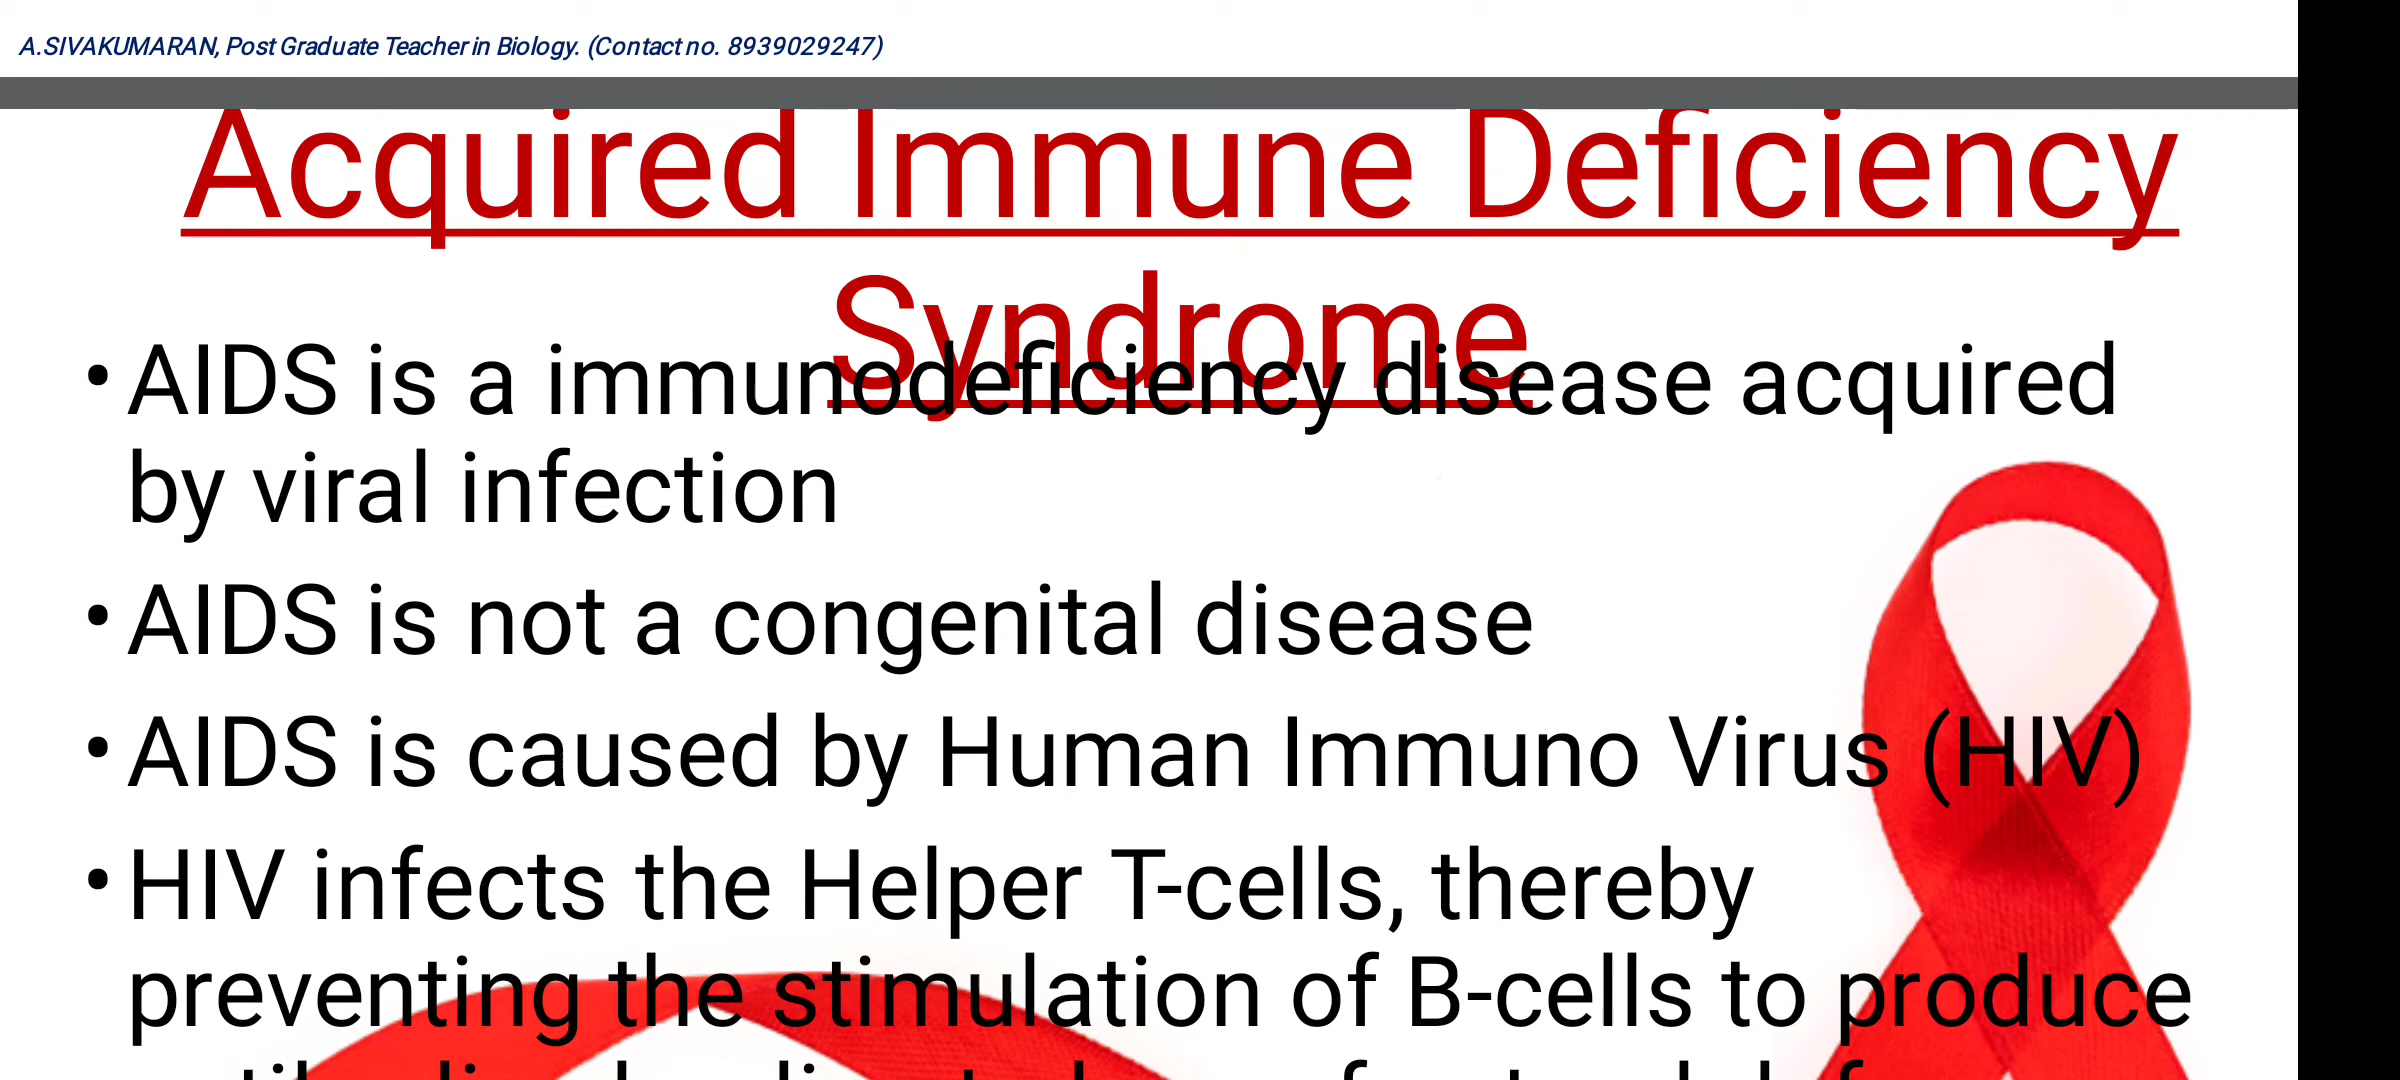 A.SIVAKUMARAN, Post Graduate Teacher in Biology. (Contact no. 8939029247)
Acquired Immune Deficiency
Syndrome
• AIDS is a immunodeficiency disease acquired
by viral infection
• AIDS is not a congenital disease
• AIDS is caused by Human Immuno Virus (HIV)
• HIV infects the Helper T-cells, thereby
preventing the stimulation of B-cells to produce